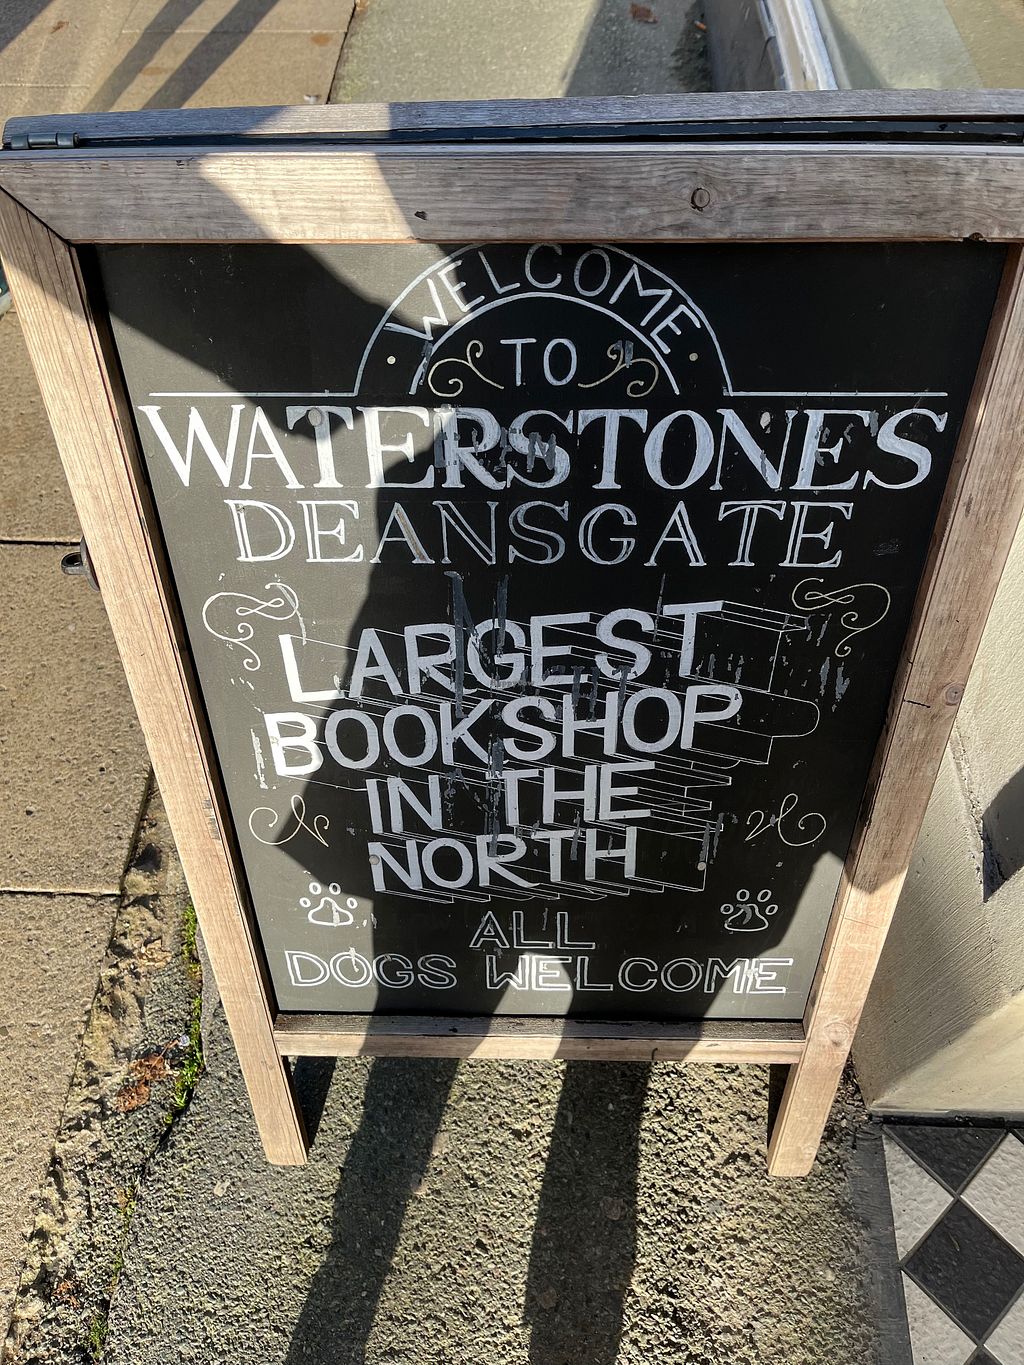 WELCOME
TO
WATERSTONES
DEANSGATE
LARGEST
BOOKSHOP
IN THE
NORTH
ALL
DOGS WELCOME